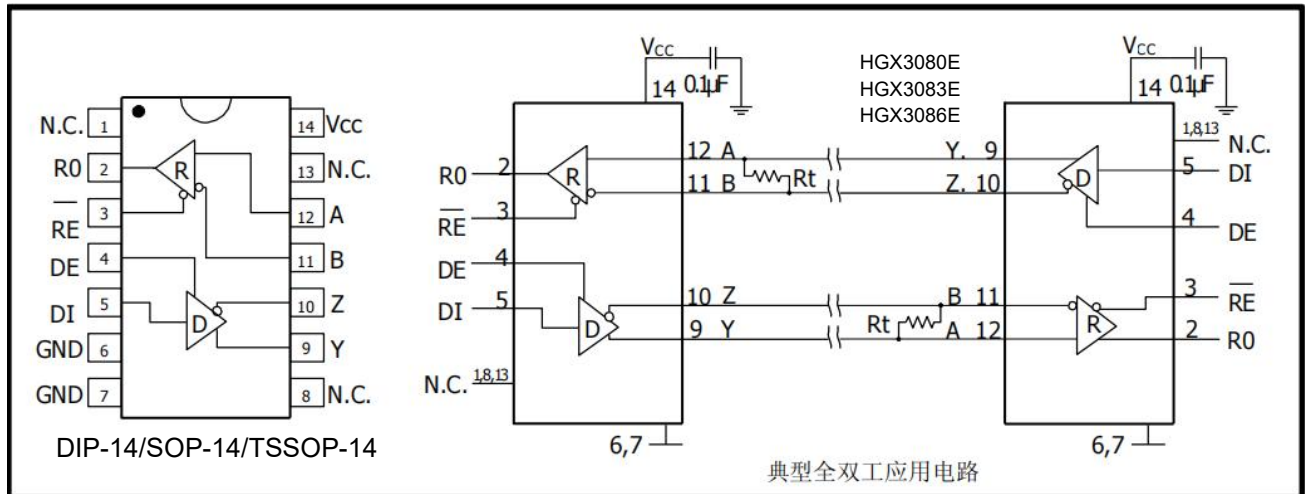 N.C. 1
R0 2
RE 3
DE 4
DI 5
GND 6
GND 7
14 Vcc
13 N.C.
12 A
11 B
10 Z
9 Y
8 N.C.
R
D
DIP-14/SOP-14/TSSOP-14
Vcc
14 0.1µF
R0 2
RE 3
DE 4
DI 5
N.C. 1,8,13
R
D
12 A
11 B
Rt
10 Z
9 Y
6,7
HGX3080E
HGX3083E
HGX3086E
Vcc
14 0.1µF
Y. 9
Z. 10
Rt
B 11
A 12
D
R
1,8,13 N.C.
5 DI
4 DE
3 RE
2 R0
6,7
典型全双工应用电路